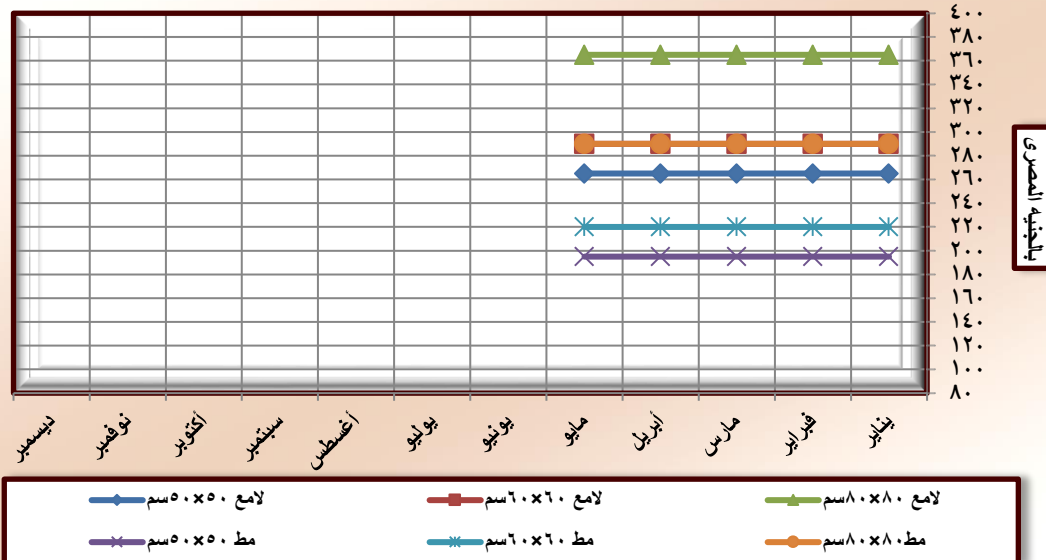 ٤٠٠
٣٨٠
٣٦٠
٣٤٠
٣٢٠
٣٠٠
٢٨٠
٢٦٠
٢٤٠
٢٢٠
٢٠٠
١٨٠
١٦٠
١٤٠
١٢٠
١٠٠
٨٠
بالجنيه المصرى
يناير
فبراير
مارس
أبريل
مايو
يونيو
يوليو
أغسطس
سبتمبر
أكتوبر
نوفمبر
ديسمبر
لامع ٨٠×٨٠سم
لامع ٦٠×٦٠سم
لامع ٥٠×٥٠سم
مط٨٠×٨٠سم
مط ٦٠×٦٠سم
مط ٥٠×٥٠سم